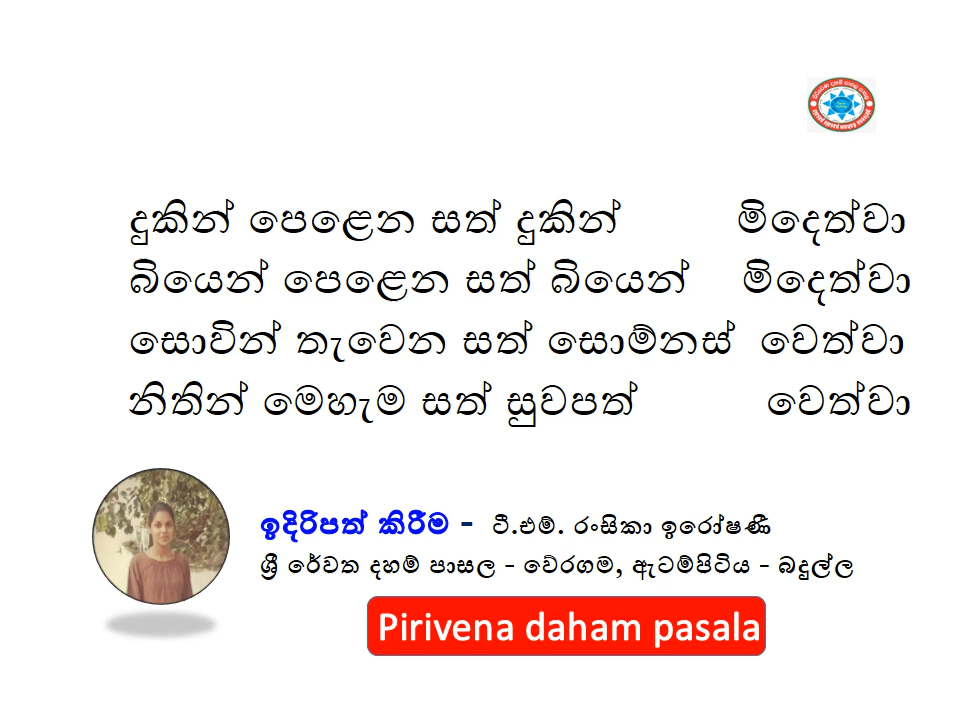 දුකින් පෙළෙන සත් දුකින් මිදෙත්වා
බියෙන් පෙළෙන සත් බියෙන් මිදෙත්වා
සොවින් තැවෙන සත් සොම්නස් වෙත්වා
නිතින් මෙහැම සත් සුවපත් වෙත්වා
ඉදිරිපත් කිරීම - ටී.එම්. රංසිකා ඉරෝෂණී
ශ්‍රී රේවත දහම් පාසල - වේරගම, ඇටම්පිටිය - බදුල්ල
Pirivena daham pasala